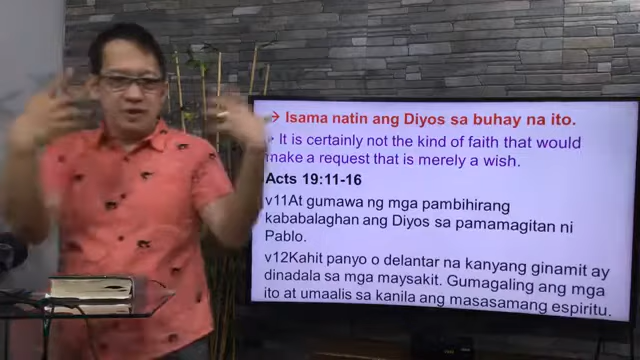 → Isama natin ang Diyos sa buhay na ito.
It is certainly not the kind of faith that would
make a request that is merely a wish.
Acts 19:11-16
v11At gumawa ng mga pambihirang
kababalaghan ang Diyos sa pamamagitan ni
Pablo.
v12Kahit panyo o delantar na kanyang ginamit ay
dinadala sa mga maysakit. Gumagaling ang mga
ito at umaalis sa kanila ang masasamang espiritu.